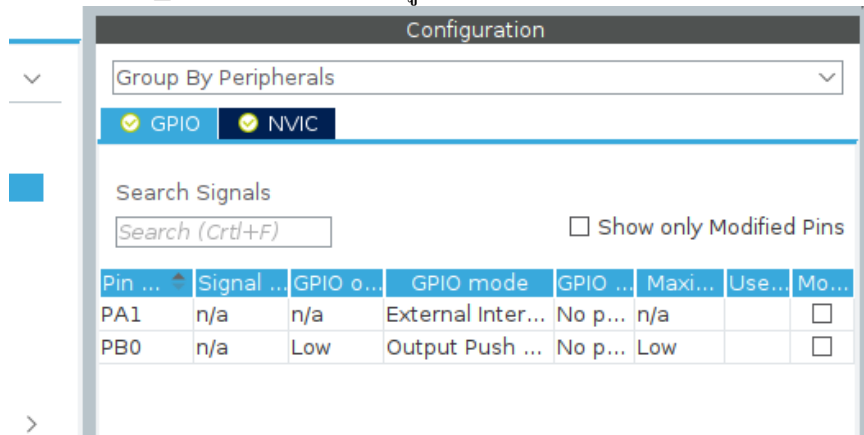 Configuration
Group By Peripherals
GPIO NVIC
Search Signals
Search (Crtl+F)
Show only Modified Pins
Pin ... Signal ... GPIO o... GPIO mode GPIO ... Maxi... Use... Mo...
PA1 n/a n/a External Inter... No p... n/a
PB0 n/a Low Output Push ... No p... Low